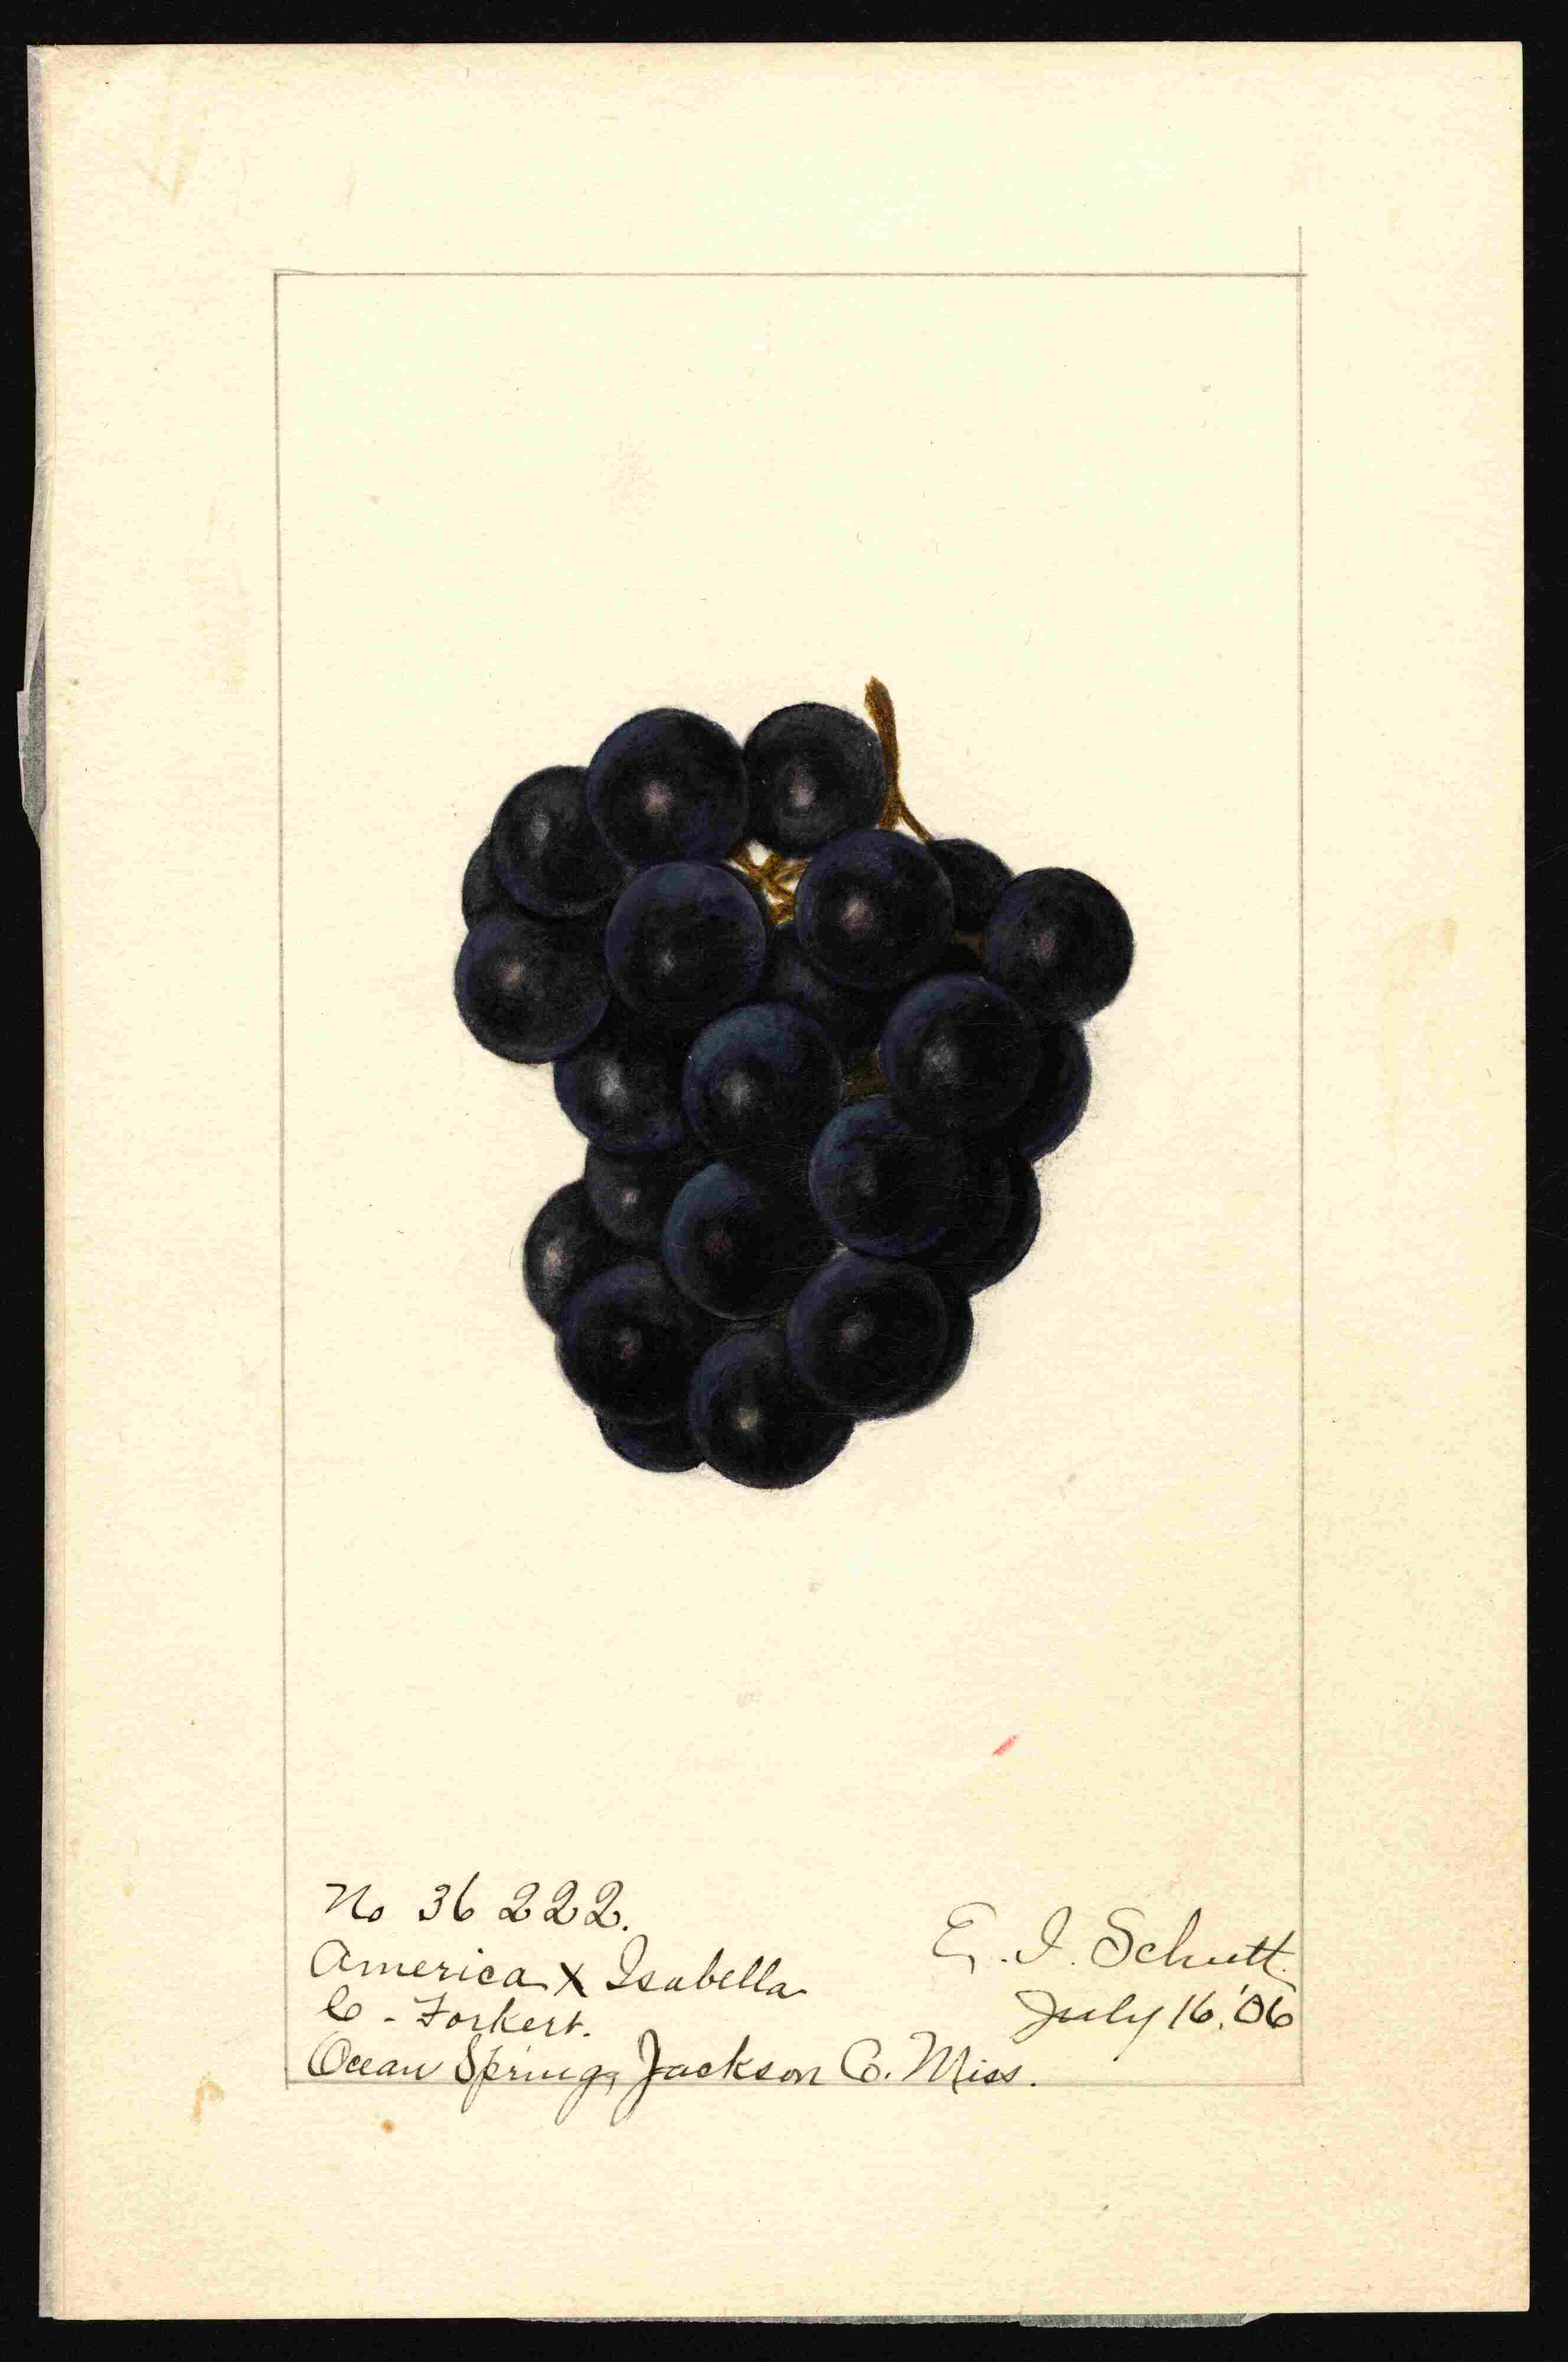 No 36222.
America x Isabella
C - Forkert.
Ocean Springs, Jackson Co. Miss.
E. I. Schutt.
July 16, '06